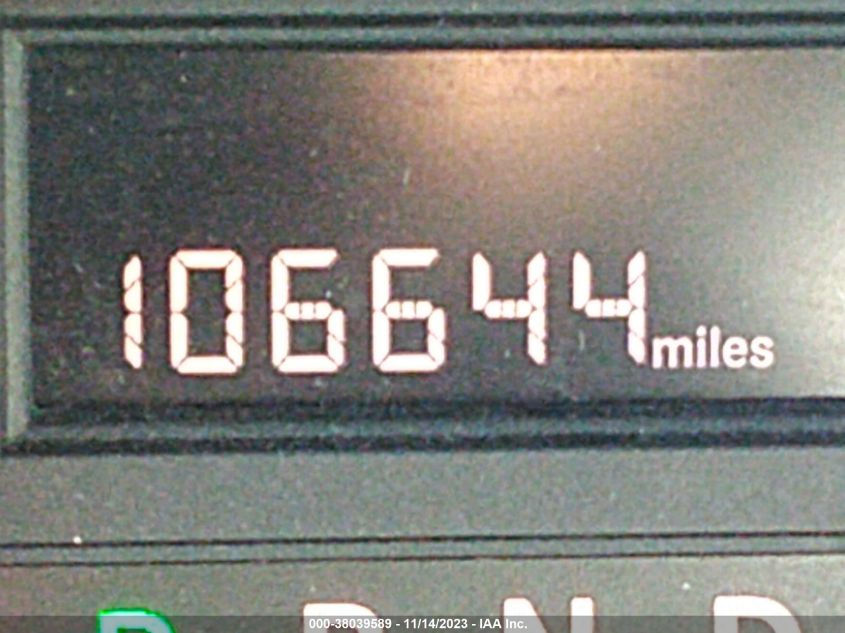 106644 miles
P R N D
000-38039589 - 11/14/2023 - IAA Inc.